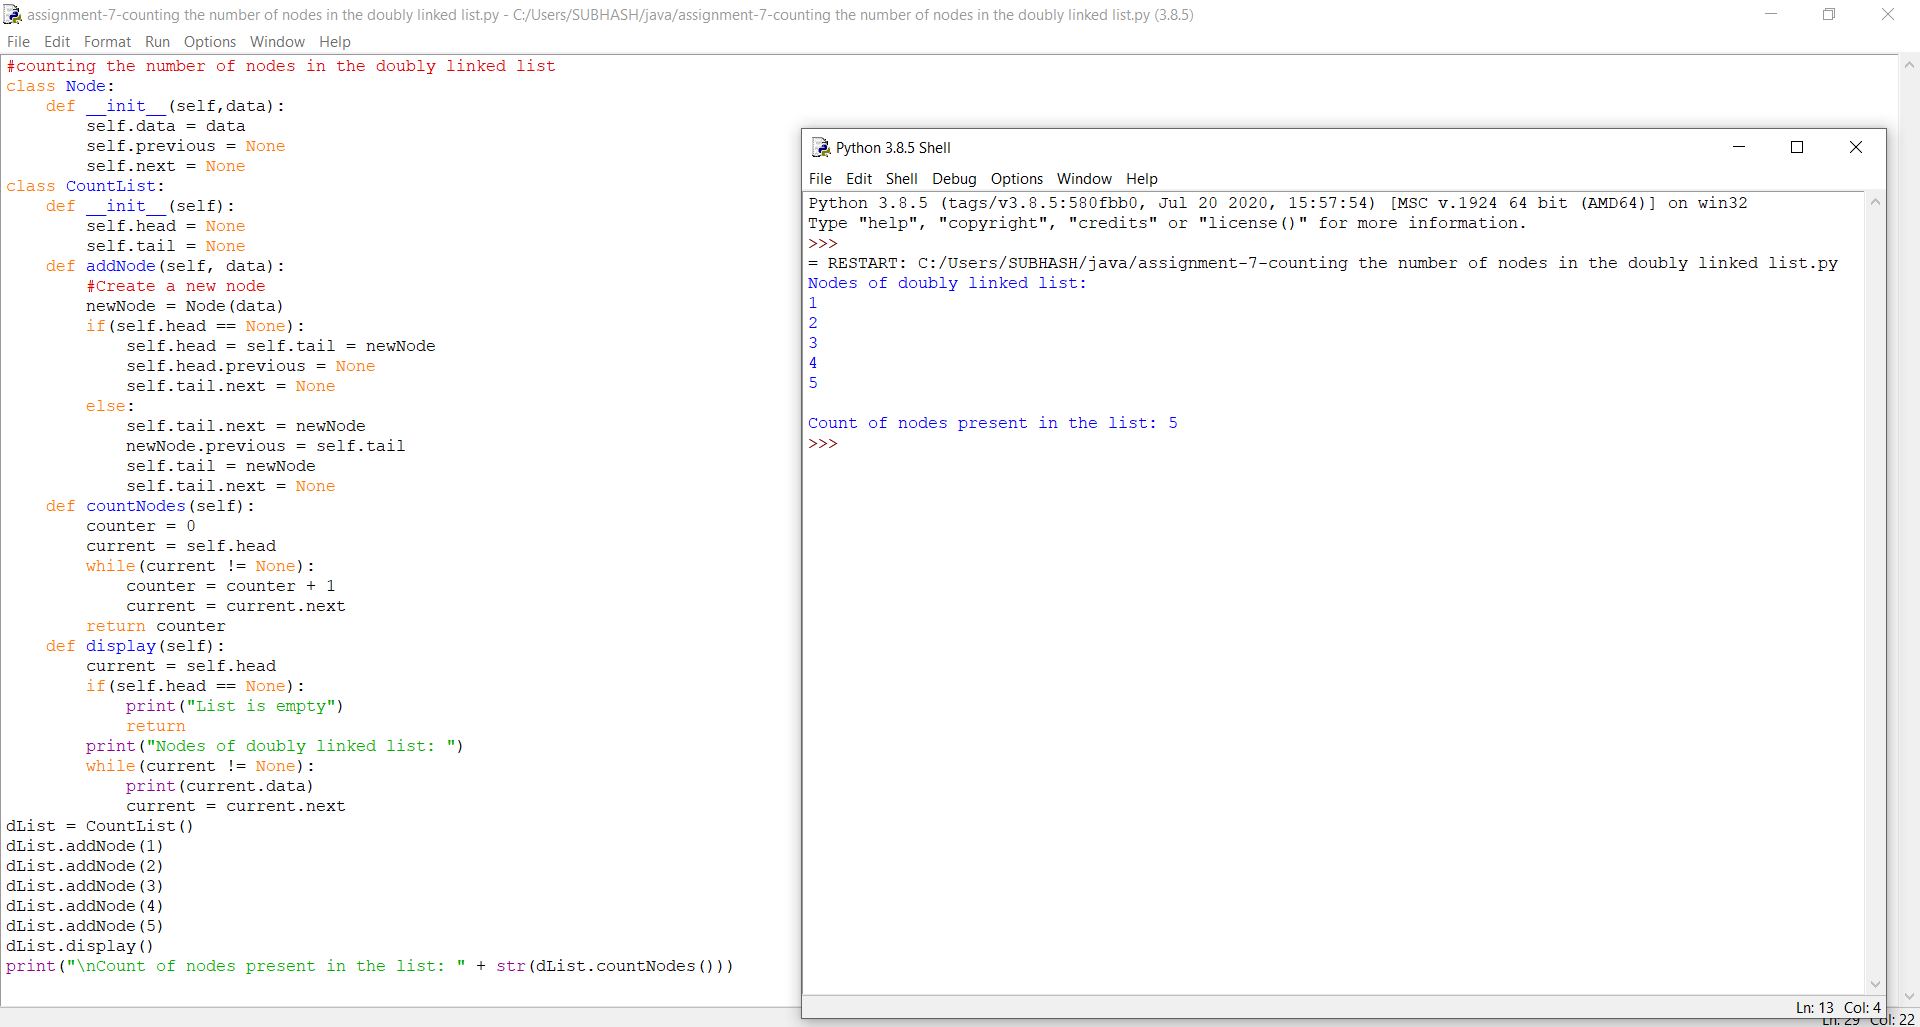 assignment-7-counting the number of nodes in the doubly linked list.py - C:/Users/SUBHASH/java/assignment-7-counting the number of nodes in the doubly linked list.py (3.8.5)
File Edit Format Run Options Window Help
#counting the number of nodes in the doubly linked list
class Node:
    def __init__(self,data):
        self.data = data
        self.previous = None
        self.next = None
class CountList:
    def __init__(self):
        self.head = None
        self.tail = None
    def addNode(self, data):
        #Create a new node
        newNode = Node(data)
        if(self.head == None):
            self.head = self.tail = newNode
            self.head.previous = None
            self.tail.next = None
        else:
            self.tail.next = newNode
            newNode.previous = self.tail
            self.tail = newNode
            self.tail.next = None
    def countNodes(self):
        counter = 0
        current = self.head
        while(current != None):
            counter = counter + 1
            current = current.next
        return counter
    def display(self):
        current = self.head
        if(self.head == None):
            print("List is empty")
            return
        print("Nodes of doubly linked list: ")
        while(current != None):
            print(current.data)
            current = current.next
dList = CountList()
dList.addNode(1)
dList.addNode(2)
dList.addNode(3)
dList.addNode(4)
dList.addNode(5)
dList.display()
print("\nCount of nodes present in the list: " + str(dList.countNodes()))
Python 3.8.5 Shell
File Edit Shell Debug Options Window Help
Python 3.8.5 (tags/v3.8.5:580fbb0, Jul 20 2020, 15:57:54) [MSC v.1924 64 bit (AMD64)] on win32
Type "help", "copyright", "credits" or "license()" for more information.
>>>
= RESTART: C:/Users/SUBHASH/java/assignment-7-counting the number of nodes in the doubly linked list.py
Nodes of doubly linked list:
1
2
3
4
5
Count of nodes present in the list: 5
>>>
Ln: 13 Col: 4
Ln: 29 Col: 22